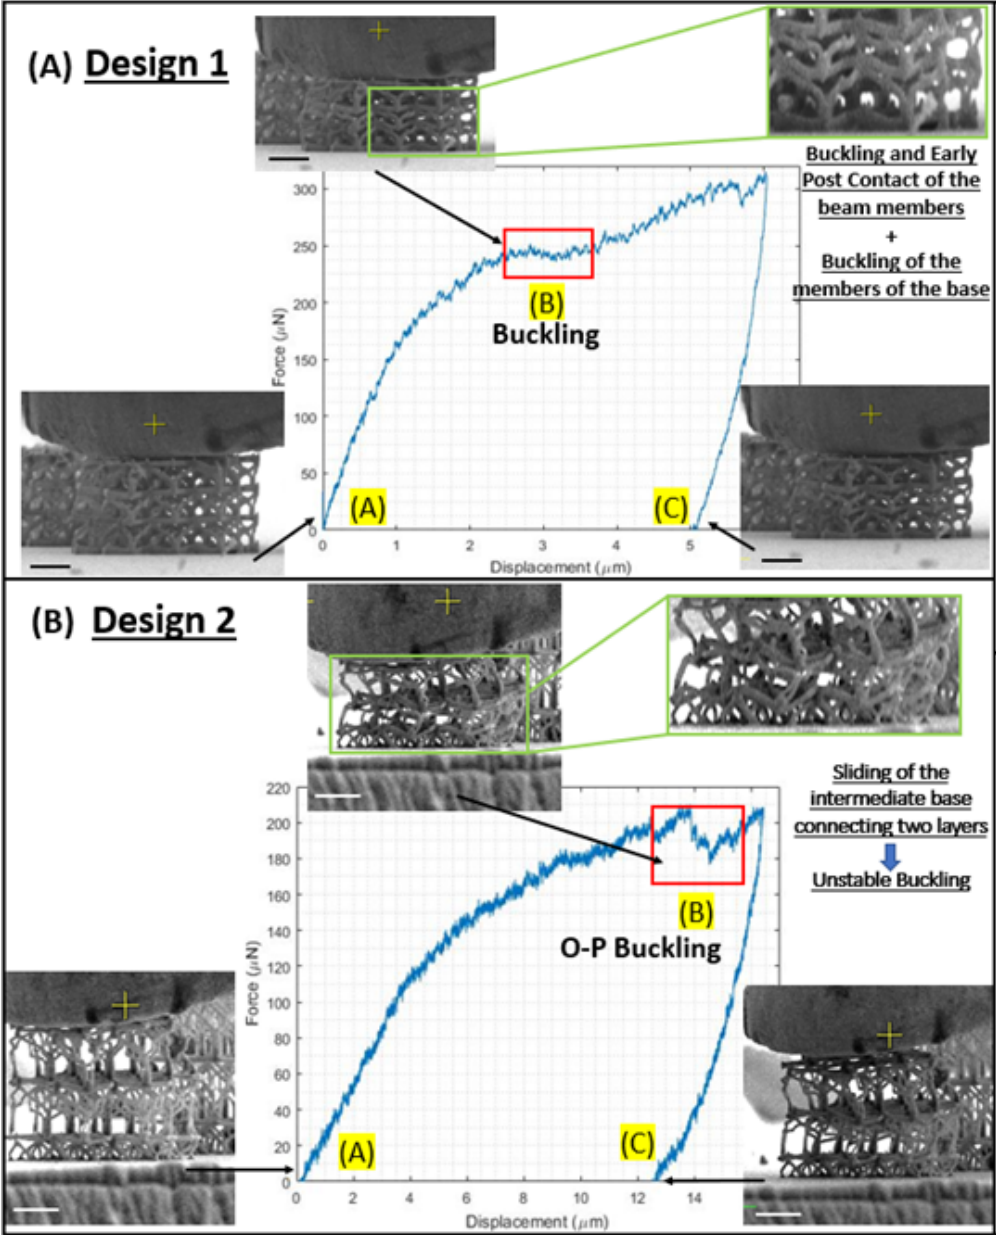 (A) Design 1
Buckling and Early
Post Contact of the
beam members
+
Buckling of the
members of the base
300
250
200
150
100
50
0
Force (μN)
(B)
Buckling
(A)
(C)
0 1 2 3 4 5
Displacement (μm)
(B) Design 2
Sliding of the
intermediate base
connecting two layers
Unstable Buckling
220
200
180
160
140
120
100
80
60
40
20
0
Force (μN)
(B)
O-P Buckling
(A)
(C)
0 2 4 6 8 10 12 14
Displacement (μm)